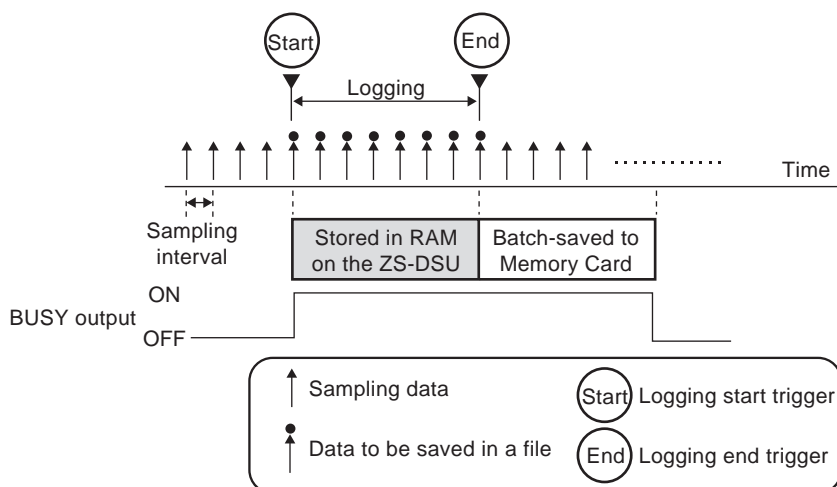 Start
End
Logging
Time
Sampling
interval
Stored in RAM
on the ZS-DSU
Batch-saved to
Memory Card
ON
BUSY output
OFF
Sampling data
Start
Logging start trigger
Data to be saved in a file
End
Logging end trigger